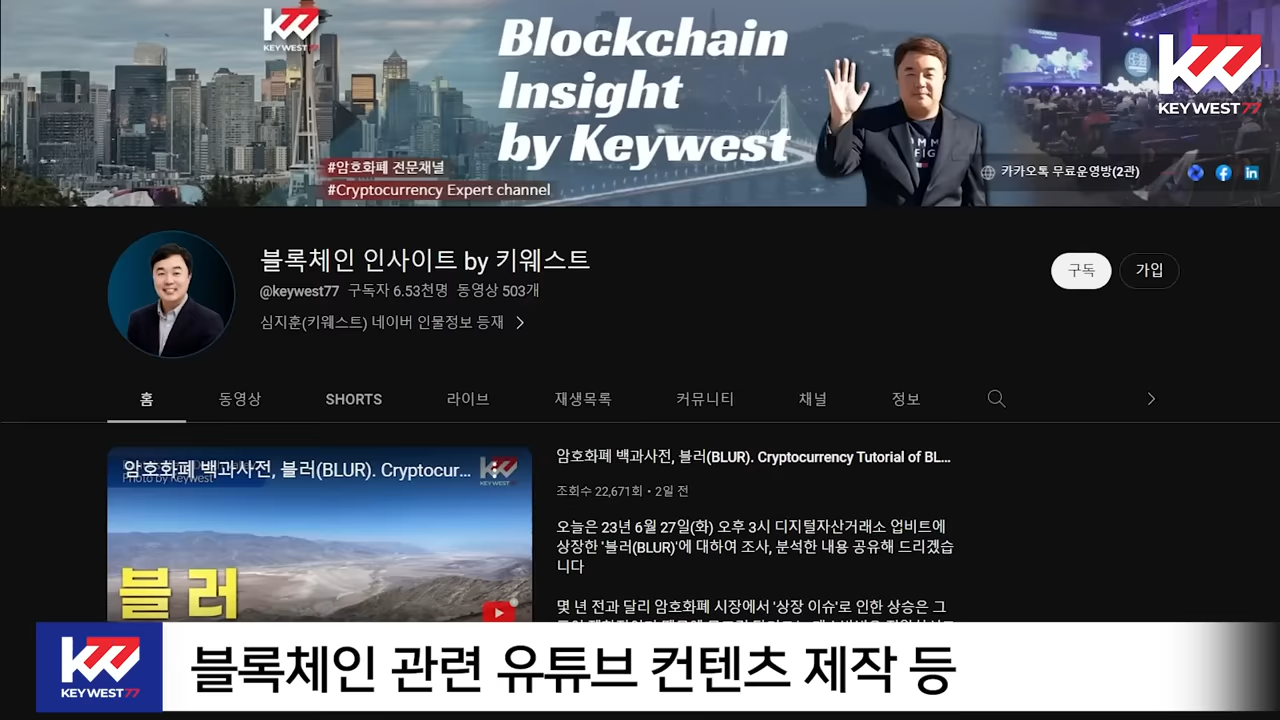 KEYWEST77
Blockchain
Insight
by Keywest
KEYWEST77
#암호화폐 전문채널
#Cryptocurrency Expert channel
카카오톡 무료운영방(2관)
블록체인 인사이트 by 키웨스트
@keywest77 구독자 6.53천명 동영상 503개
심지훈(키웨스트) 네이버 인물정보 등재
구독
가입
홈
동영상
SHORTS
라이브
재생목록
커뮤니티
채널
정보
암호화폐 백과사전, 블러(BLUR). Cryptocur...
Photo by Keywest
KEYWEST77
블러
암호화폐 백과사전, 블러(BLUR). Cryptocurrency Tutorial of BL...
조회수 22,671회 • 2일 전
오늘은 23년 6월 27일(화) 오후 3시 디지털자산거래소 업비트에
상장한 '블러(BLUR)'에 대하여 조사, 분석한 내용 공유해 드리겠습
니다
몇 년 전과 달리 암호화폐 시장에서 '상장 이슈'로 인한 상승은 그
KEYWEST77
블록체인 관련 유튜브 컨텐츠 제작 등